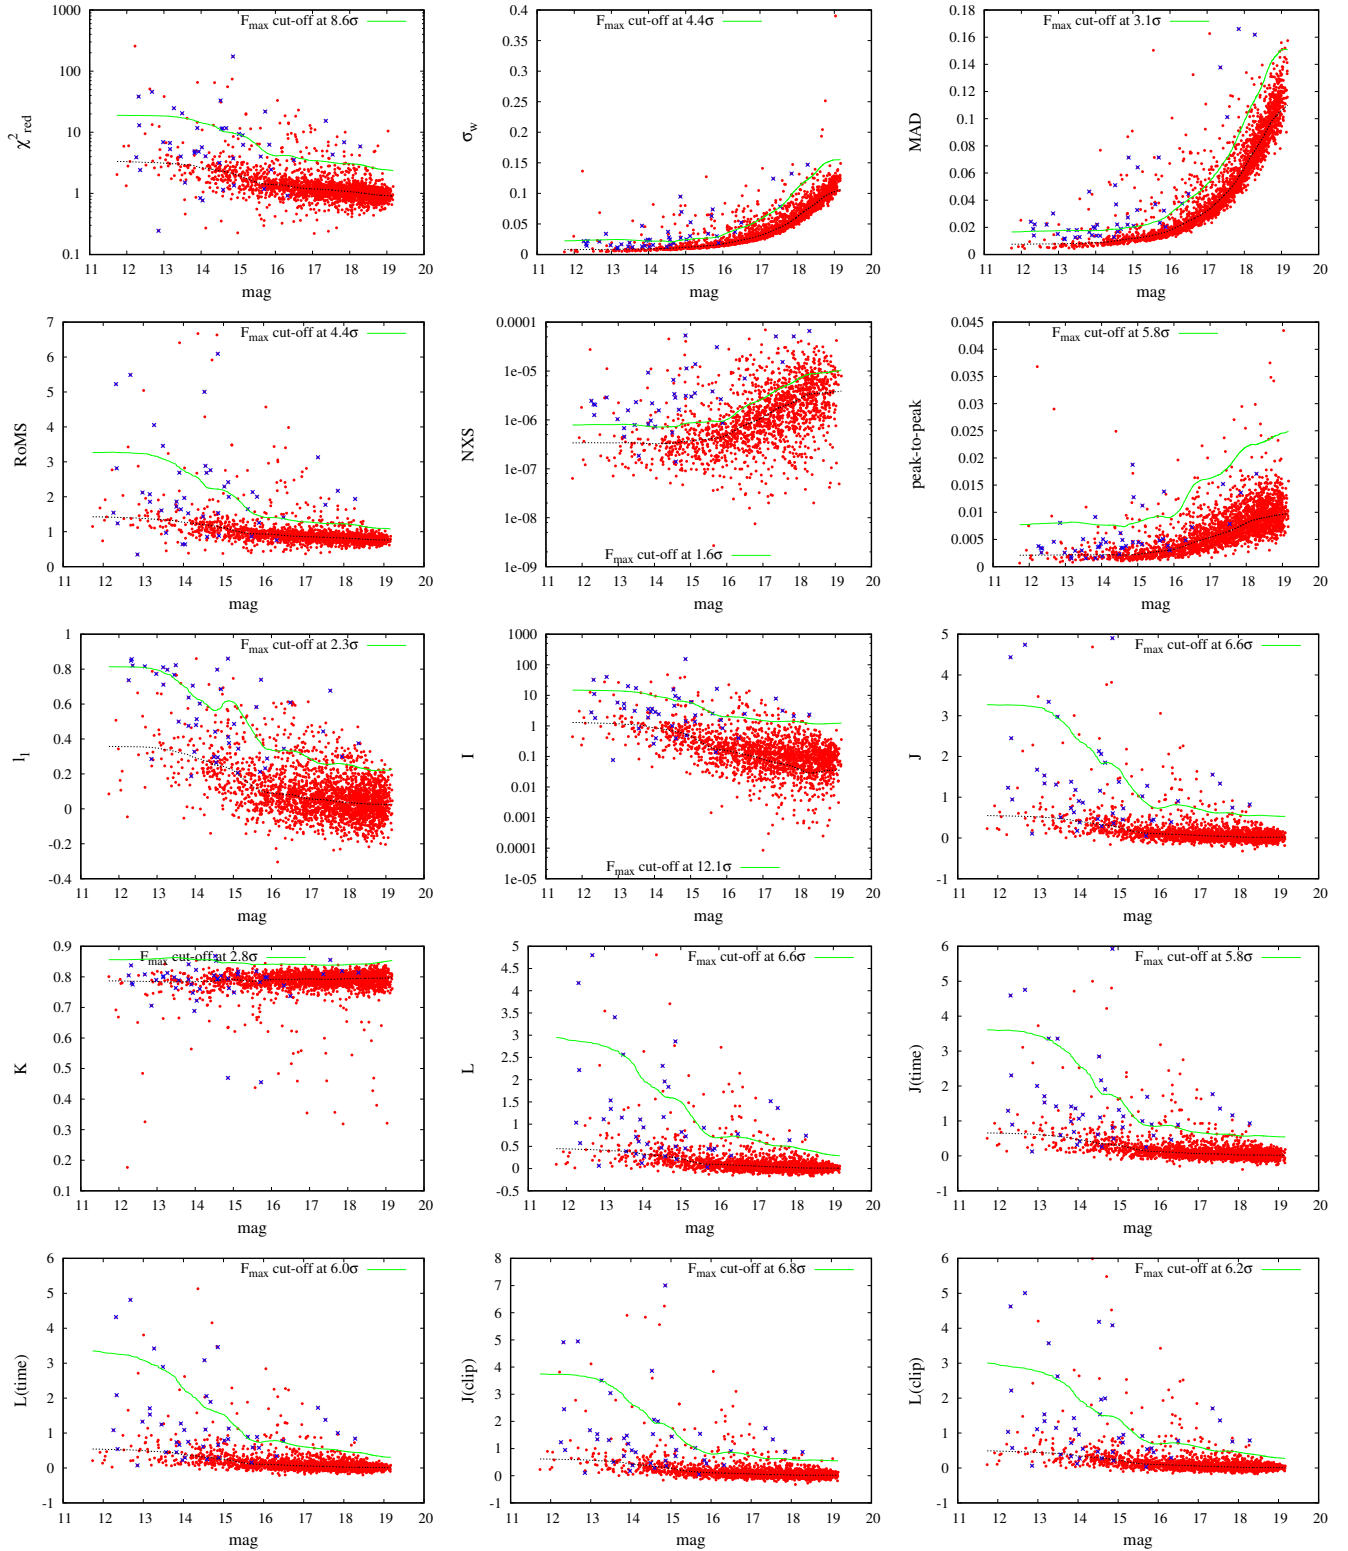 F_max cut-off at 8.6σ
1000
100
10
1
0.1
χ²_red
11 12 13 14 15 16 17 18 19 20
mag
F_max cut-off at 4.4σ
0.4
0.35
0.3
0.25
0.2
0.15
0.1
0.05
0
σ_w
11 12 13 14 15 16 17 18 19 20
mag
F_max cut-off at 3.1σ
0.18
0.16
0.14
0.12
0.1
0.08
0.06
0.04
0.02
0
MAD
11 12 13 14 15 16 17 18 19 20
mag
F_max cut-off at 4.4σ
7
6
5
4
3
2
1
0
RoMS
11 12 13 14 15 16 17 18 19 20
mag
0.0001
1e-05
1e-06
1e-07
1e-08
1e-09
NXS
F_max cut-off at 1.6σ
11 12 13 14 15 16 17 18 19 20
mag
F_max cut-off at 5.8σ
0.045
0.04
0.035
0.03
0.025
0.02
0.015
0.01
0.005
0
peak-to-peak
11 12 13 14 15 16 17 18 19 20
mag
F_max cut-off at 2.3σ
1
0.8
0.6
0.4
0.2
0
-0.2
-0.4
l_1
11 12 13 14 15 16 17 18 19 20
mag
1000
100
10
1
0.1
0.01
0.001
0.0001
1e-05
I
F_max cut-off at 12.1σ
11 12 13 14 15 16 17 18 19 20
mag
F_max cut-off at 6.6σ
5
4
3
2
1
0
-1
J
11 12 13 14 15 16 17 18 19 20
mag
F_max cut-off at 2.8σ
0.9
0.8
0.7
0.6
0.5
0.4
0.3
0.2
0.1
K
11 12 13 14 15 16 17 18 19 20
mag
F_max cut-off at 6.6σ
5
4.5
4
3.5
3
2.5
2
1.5
1
0.5
0
-0.5
L
11 12 13 14 15 16 17 18 19 20
mag
F_max cut-off at 5.8σ
6
5
4
3
2
1
0
-1
J(time)
11 12 13 14 15 16 17 18 19 20
mag
F_max cut-off at 6.0σ
6
5
4
3
2
1
0
-1
L(time)
11 12 13 14 15 16 17 18 19 20
mag
F_max cut-off at 6.8σ
8
7
6
5
4
3
2
1
0
-1
J(clip)
11 12 13 14 15 16 17 18 19 20
mag
F_max cut-off at 6.2σ
6
5
4
3
2
1
0
-1
L(clip)
11 12 13 14 15 16 17 18 19 20
mag